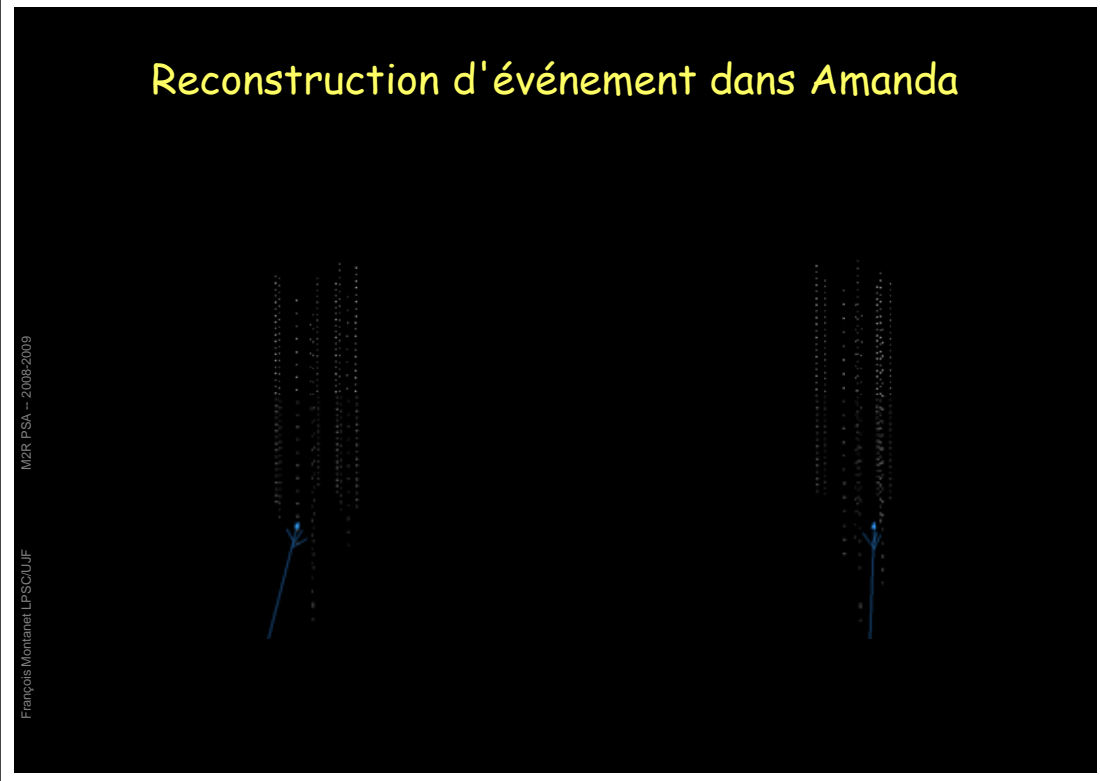 Reconstruction d'événement dans Amanda
François Montanet LPSC/UJF M2R PSA – 2008-2009